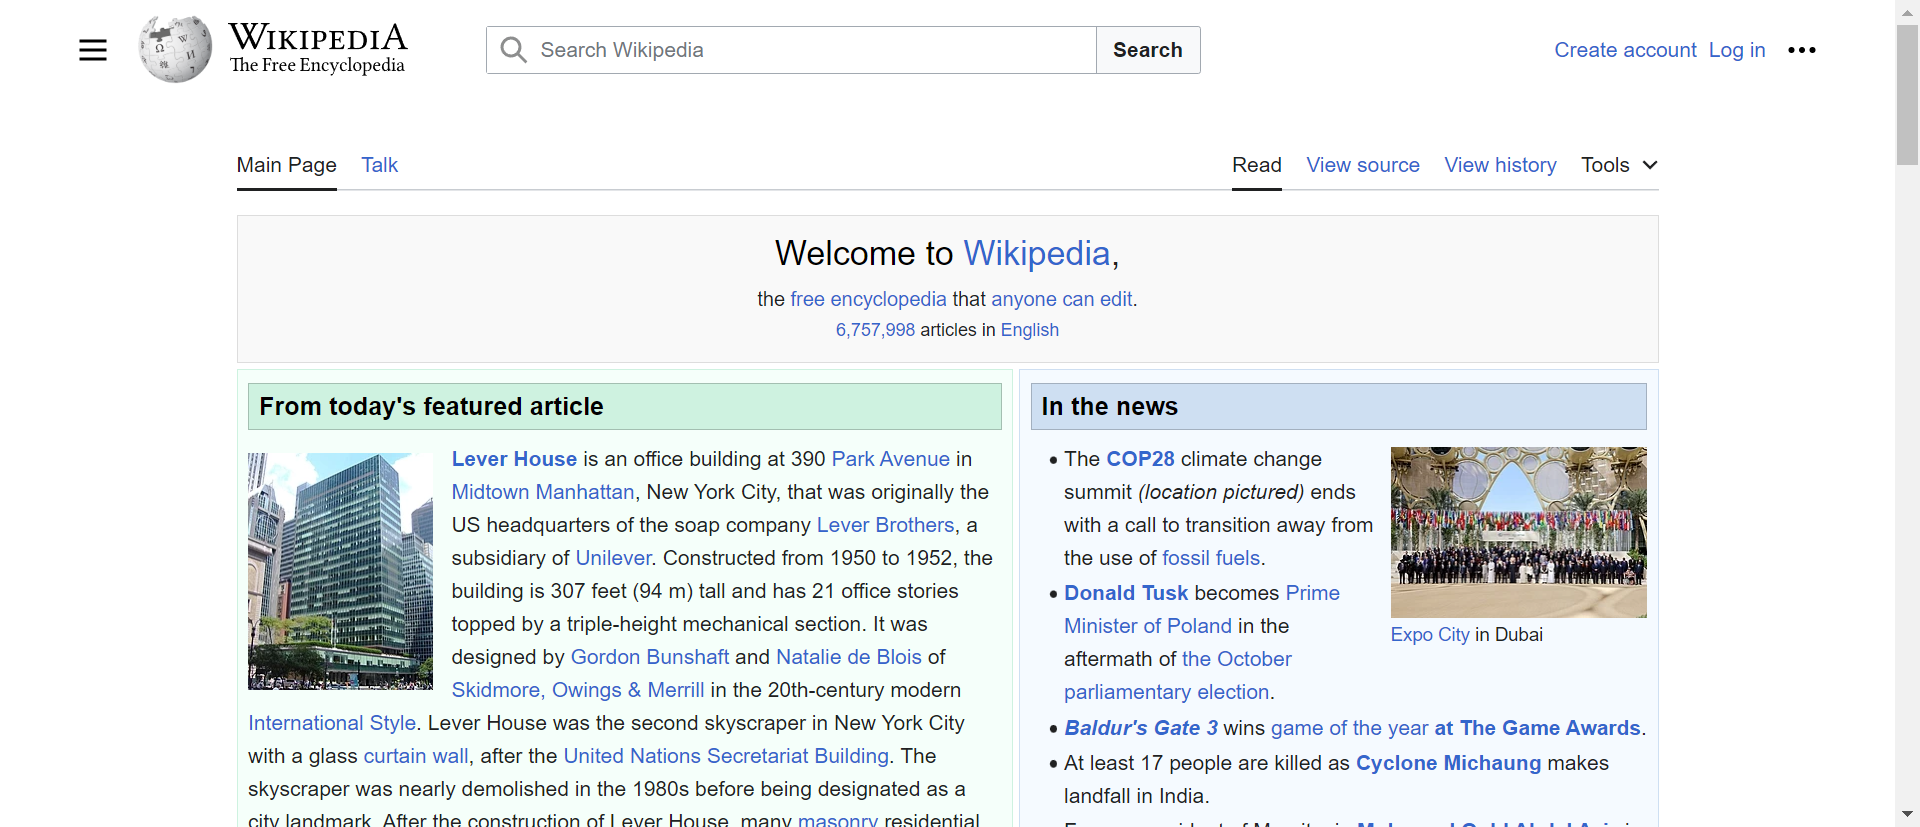 WIKIPEDIA
The Free Encyclopedia
Search Wikipedia
Search
Create account Log in
Main Page Talk
Read View source View history Tools
Welcome to Wikipedia,
the free encyclopedia that anyone can edit.
6,757,998 articles in English
From today's featured article
Lever House is an office building at 390 Park Avenue in
Midtown Manhattan, New York City, that was originally the
US headquarters of the soap company Lever Brothers, a
subsidiary of Unilever. Constructed from 1950 to 1952, the
building is 307 feet (94 m) tall and has 21 office stories
topped by a triple-height mechanical section. It was
designed by Gordon Bunshaft and Natalie de Blois of
Skidmore, Owings & Merrill in the 20th-century modern
International Style. Lever House was the second skyscraper in New York City
with a glass curtain wall, after the United Nations Secretariat Building. The
skyscraper was nearly demolished in the 1980s before being designated as a
city landmark. After the construction of Lever House, many masonry residential
In the news
The COP28 climate change
summit (location pictured) ends
with a call to transition away from
the use of fossil fuels.
Expo City in Dubai
Donald Tusk becomes Prime
Minister of Poland in the
aftermath of the October
parliamentary election.
Baldur's Gate 3 wins game of the year at The Game Awards.
At least 17 people are killed as Cyclone Michaung makes
landfall in India.